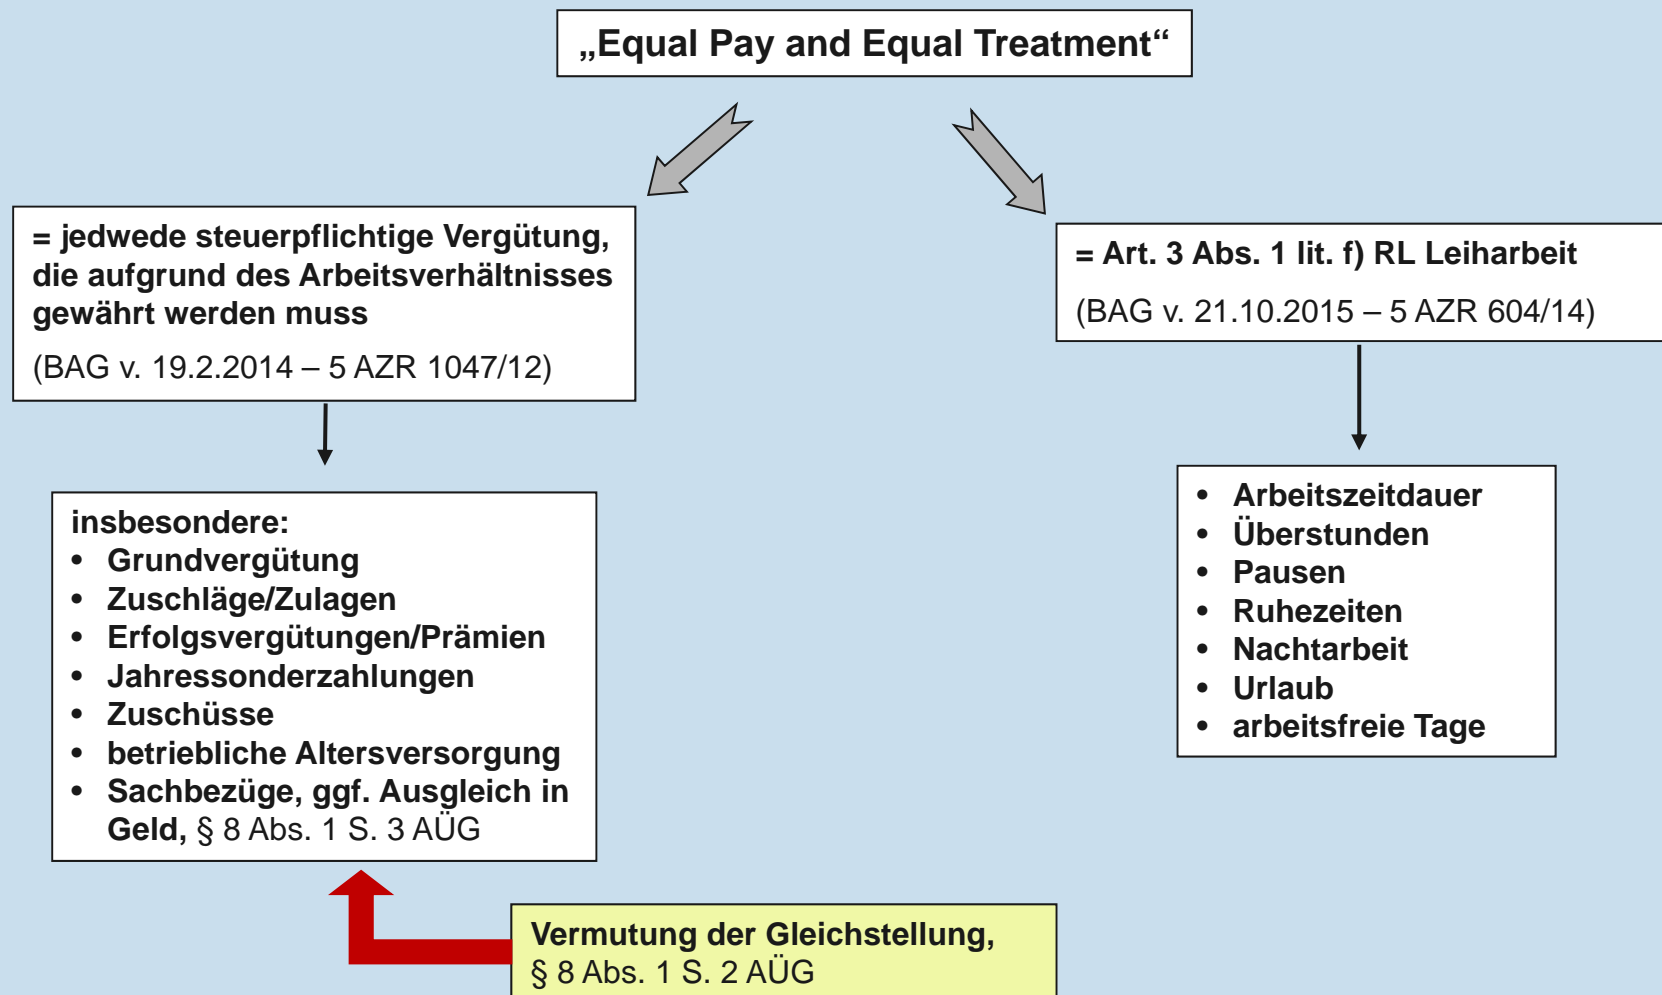 „Equal Pay and Equal Treatment“
= jedwede steuerpflichtige Vergütung,
die aufgrund des Arbeitsverhältnisses
gewährt werden muss
(BAG v. 19.2.2014 – 5 AZR 1047/12)
= Art. 3 Abs. 1 lit. f) RL Leiharbeit
(BAG v. 21.10.2015 – 5 AZR 604/14)
insbesondere:
• Grundvergütung
• Zuschläge/Zulagen
• Erfolgsvergütungen/Prämien
• Jahressonderzahlungen
• Zuschüsse
• betriebliche Altersversorgung
• Sachbezüge, ggf. Ausgleich in
Geld, § 8 Abs. 1 S. 3 AÜG
• Arbeitszeitdauer
• Überstunden
• Pausen
• Ruhezeiten
• Nachtarbeit
• Urlaub
• arbeitsfreie Tage
Vermutung der Gleichstellung,
§ 8 Abs. 1 S. 2 AÜG